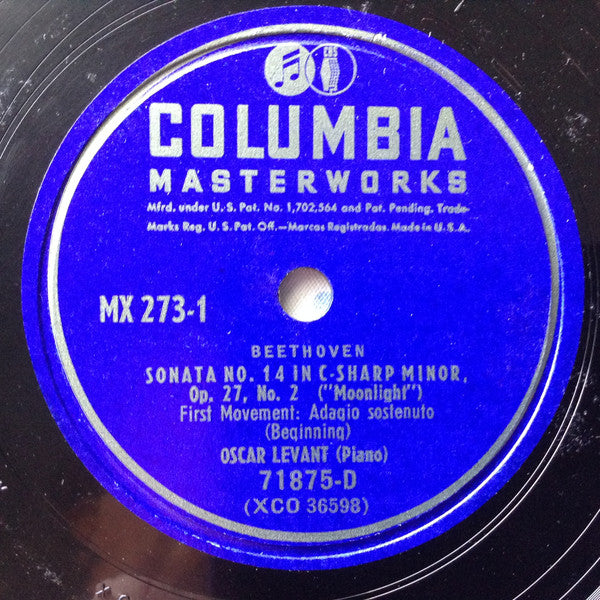 CBS
COLUMBIA
MASTERWORKS
Mfrd. under U.S. Pat. No. 1,702,564 and Pat. Pending. Trade-
Marks Reg. U.S. Pat. Off.—Marcas Registradas. Made in U.S.A.
MX 273-1
BEETHOVEN
SONATA NO. 14 IN C-SHARP MINOR,
Op. 27, No. 2 ("Moonlight")
First Movement: Adagio sostenuto
(Beginning)
OSCAR LEVANT (Piano)
71875-D
(XCO 36598)